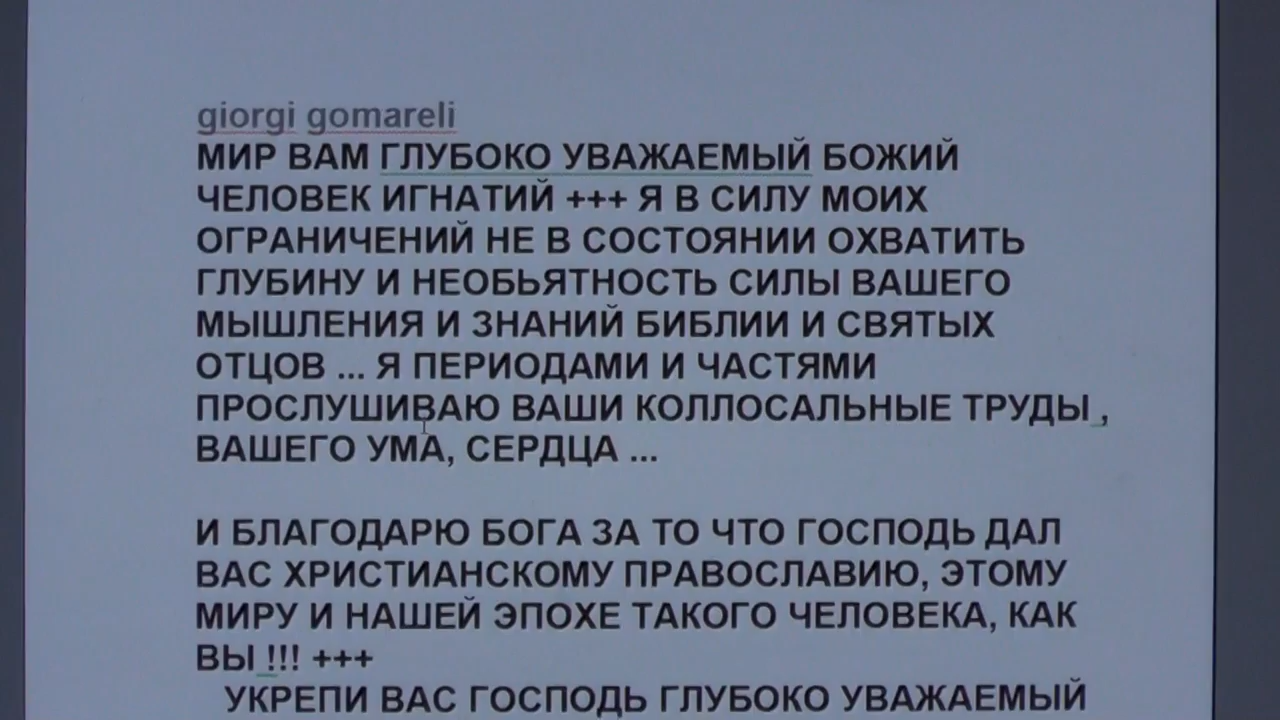 giorgi gomareli
МИР ВАМ ГЛУБОКО УВАЖАЕМЫЙ БОЖИЙ
ЧЕЛОВЕК ИГНАТИЙ +++ Я В СИЛУ МОИХ
ОГРАНИЧЕНИЙ НЕ В СОСТОЯНИИ ОХВАТИТЬ
ГЛУБИНУ И НЕОБЬЯТНОСТЬ СИЛЫ ВАШЕГО
МЫШЛЕНИЯ И ЗНАНИЙ БИБЛИИ И СВЯТЫХ
ОТЦОВ ... Я ПЕРИОДАМИ И ЧАСТЯМИ
ПРОСЛУШИВАЮ ВАШИ КОЛЛОСАЛЬНЫЕ ТРУДЫ ,
ВАШЕГО УМА, СЕРДЦА ...
И БЛАГОДАРЮ БОГА ЗА ТО ЧТО ГОСПОДЬ ДАЛ
ВАС ХРИСТИАНСКОМУ ПРАВОСЛАВИЮ, ЭТОМУ
МИРУ И НАШЕЙ ЭПОХЕ ТАКОГО ЧЕЛОВЕКА, КАК
ВЫ !!! +++
УКРЕПИ ВАС ГОСПОДЬ ГЛУБОКО УВАЖАЕМЫЙ